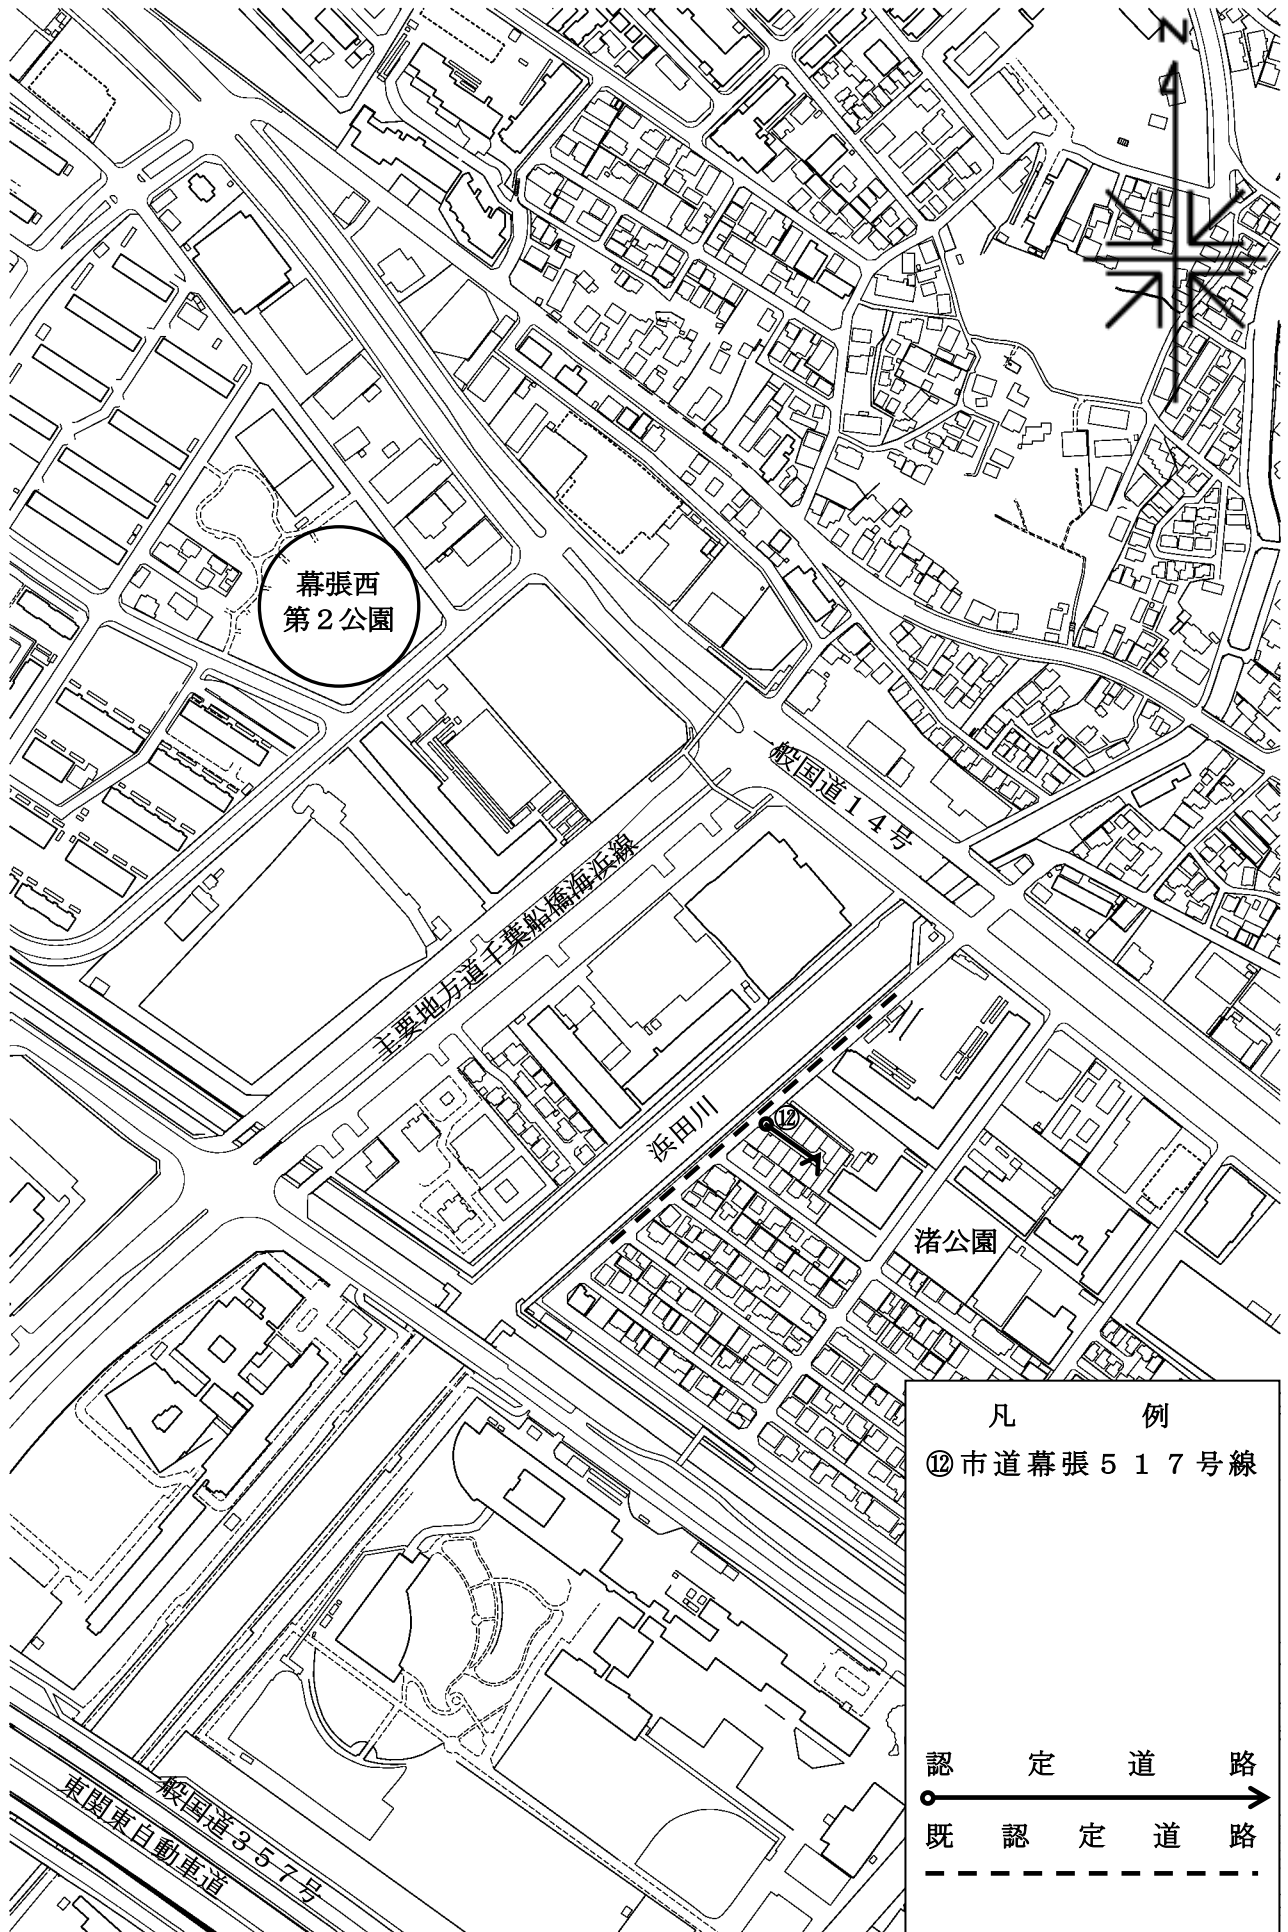 N
幕張西
第２公園
一般国道１４号
主要地方道千葉船橋海浜線
浜田川
⑫
渚公園
凡例
⑫市道幕張５１７号線
認定道路
既認定道路
一般国道３５７号
東関東自動車道